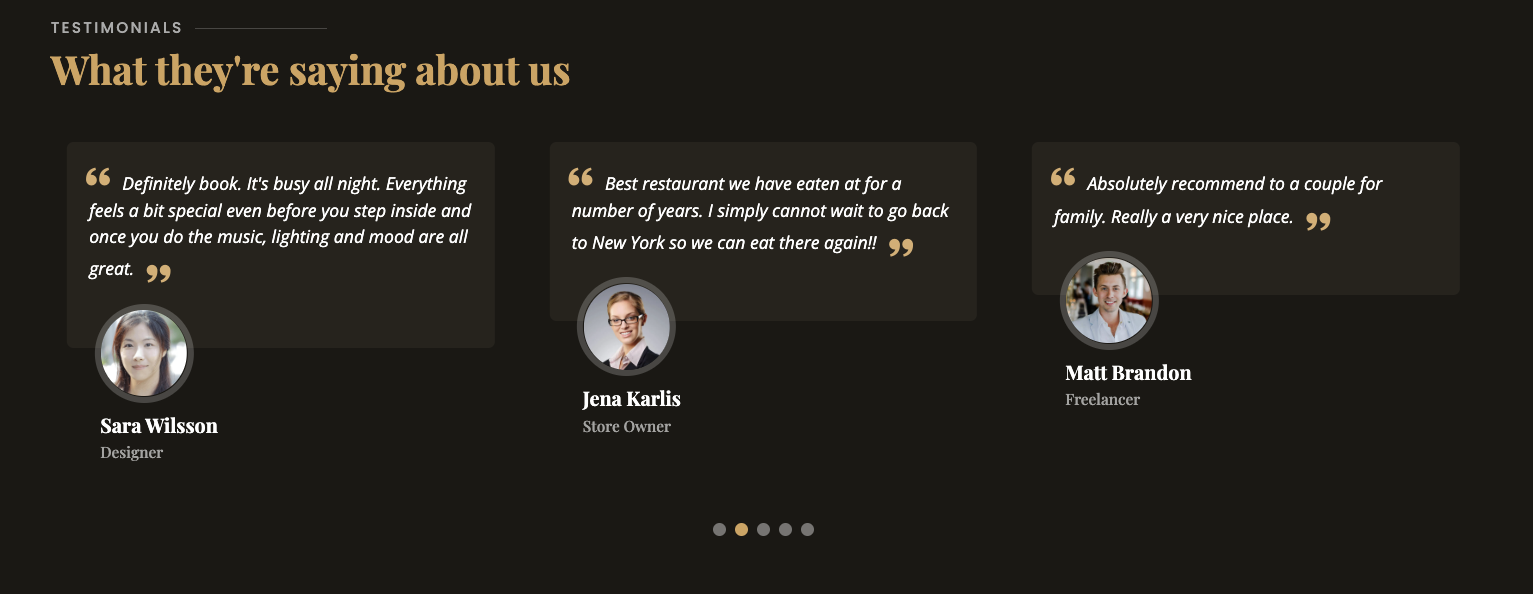 TESTIMONIALS
What they're saying about us
“ Definitely book. It's busy all night. Everything
feels a bit special even before you step inside and
once you do the music, lighting and mood are all
great. ”
Sara Wilsson
Designer
“ Best restaurant we have eaten at for a
number of years. I simply cannot wait to go back
to New York so we can eat there again!! ”
Jena Karlis
Store Owner
“ Absolutely recommend to a couple for
family. Really a very nice place. ”
Matt Brandon
Freelancer